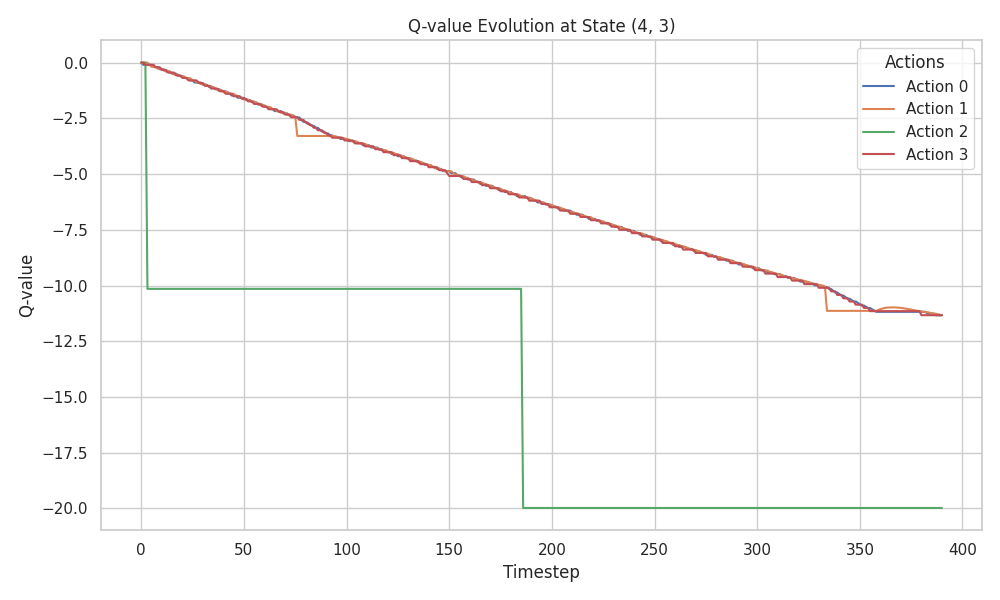 Q-value Evolution at State (4, 3)
Actions
Action 0
Action 1
Action 2
Action 3
Q-value
0.0
−2.5
−5.0
−7.5
−10.0
−12.5
−15.0
−17.5
−20.0
0 50 100 150 200 250 300 350 400
Timestep